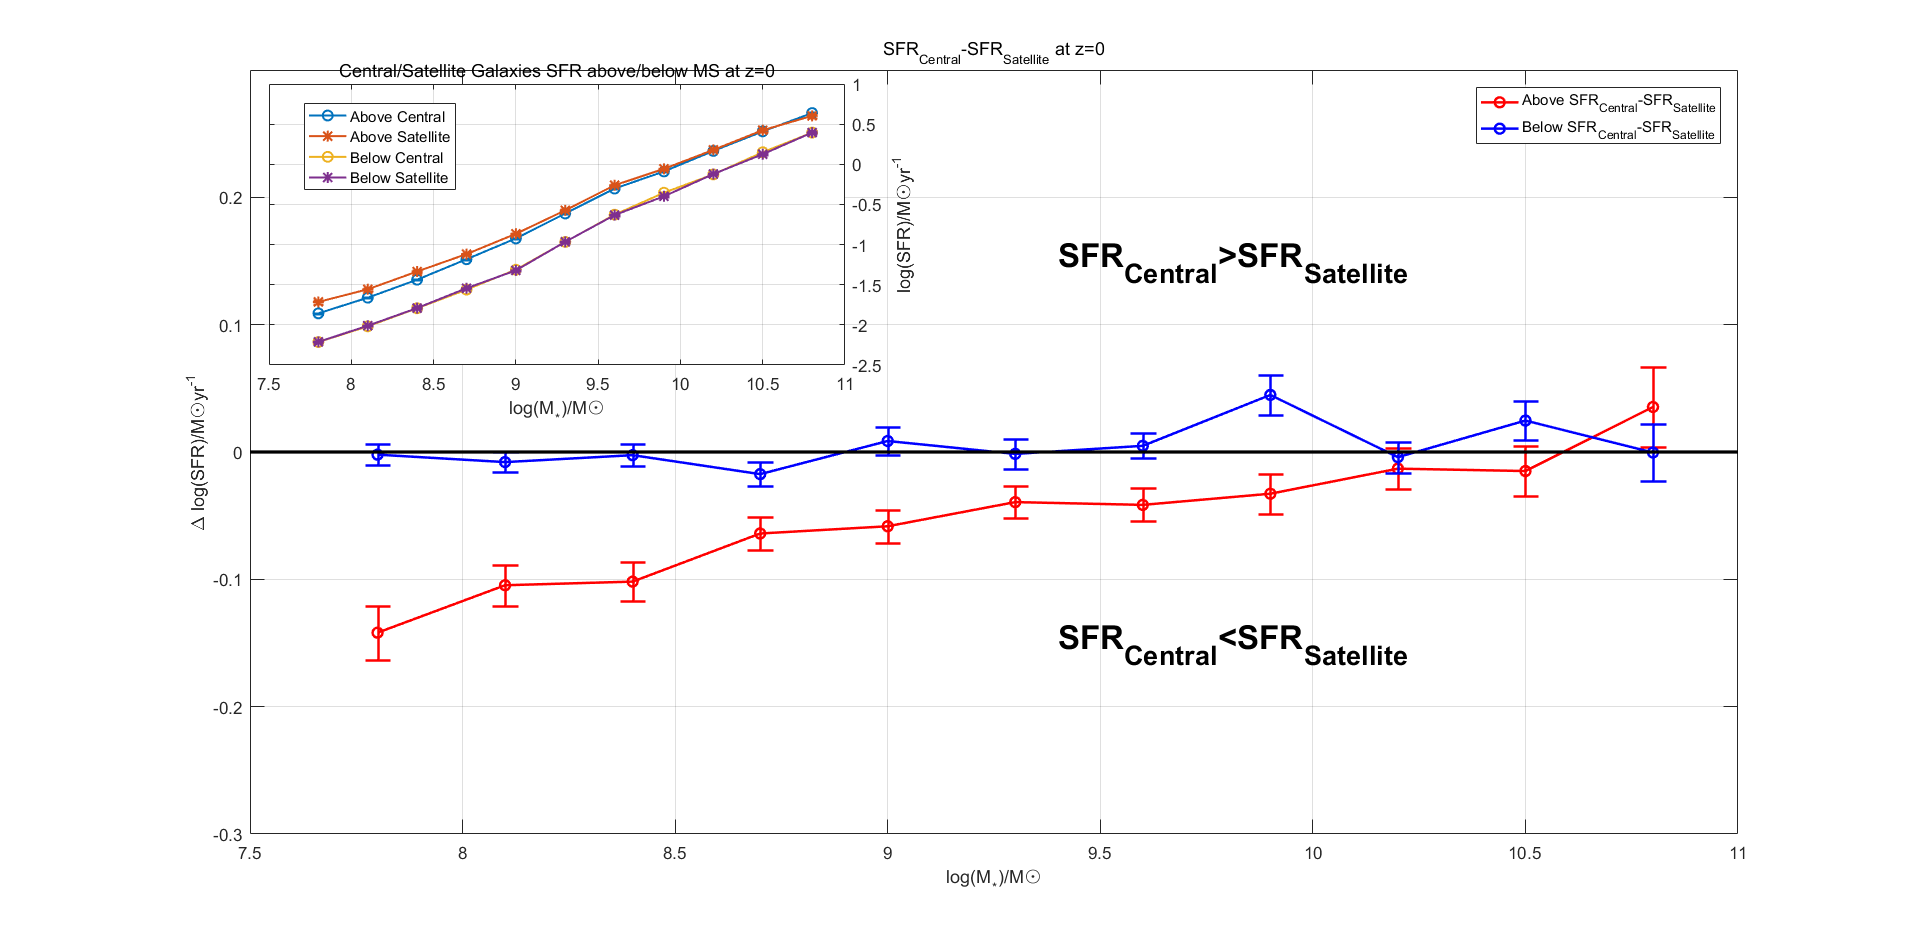 SFRCentral-SFRSatellite at z=0
Central/Satellite Galaxies SFR above/below MS at z=0
Above Central
Above Satellite
Below Central
Below Satellite
1
0.5
0
-0.5
-1
-1.5
-2
-2.5
log(SFR)/M☉yr-1
7.5 8 8.5 9 9.5 10 10.5 11
log(M⋆)/M☉
Above SFRCentral-SFRSatellite
Below SFRCentral-SFRSatellite
SFRCentral>SFRSatellite
SFRCentral<SFRSatellite
0.2
0.1
0
-0.1
-0.2
-0.3
Δ log(SFR)/M☉yr-1
7.5 8 8.5 9 9.5 10 10.5 11
log(M⋆)/M☉